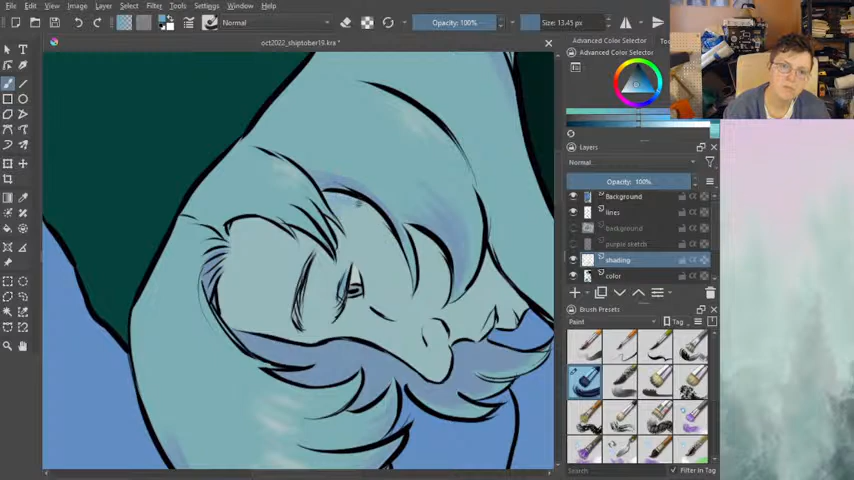 File Edit View Image Layer Select Filter Tools Settings Window Help
Normal
Opacity: 100%
Size: 13.45 px
oct2022_shiptober19.kra *
Advanced Color Selector
To
Advanced Color Selector
Layers
Normal
Opacity: 100%
Background
lines
Background
purple sketch
shading
color
Brush Presets
Paint
Tag
Search
Filter in Tag